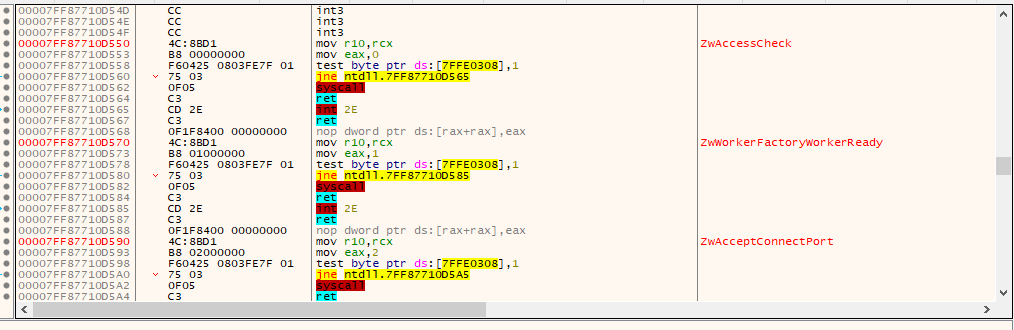 00007FF87710D54D CC int3
00007FF87710D54E CC int3
00007FF87710D54F CC int3
00007FF87710D550 4C:8BD1 mov r10,rcx ZwAccessCheck
00007FF87710D553 B8 00000000 mov eax,0
00007FF87710D558 F60425 0803FE7F 01 test byte ptr ds:[7FFE0308],1
00007FF87710D560 75 03 jne ntdll.7FF87710D565
00007FF87710D562 0F05 syscall
00007FF87710D564 C3 ret
00007FF87710D565 CD 2E int 2E
00007FF87710D567 C3 ret
00007FF87710D568 0F1F8400 00000000 nop dword ptr ds:[rax+rax],eax
00007FF87710D570 4C:8BD1 mov r10,rcx ZwWorkerFactoryWorkerReady
00007FF87710D573 B8 01000000 mov eax,1
00007FF87710D578 F60425 0803FE7F 01 test byte ptr ds:[7FFE0308],1
00007FF87710D580 75 03 jne ntdll.7FF87710D585
00007FF87710D582 0F05 syscall
00007FF87710D584 C3 ret
00007FF87710D585 CD 2E int 2E
00007FF87710D587 C3 ret
00007FF87710D588 0F1F8400 00000000 nop dword ptr ds:[rax+rax],eax
00007FF87710D590 4C:8BD1 mov r10,rcx ZwAcceptConnectPort
00007FF87710D593 B8 02000000 mov eax,2
00007FF87710D598 F60425 0803FE7F 01 test byte ptr ds:[7FFE0308],1
00007FF87710D5A0 75 03 jne ntdll.7FF87710D5A5
00007FF87710D5A2 0F05 syscall
00007FF87710D5A4 C3 ret